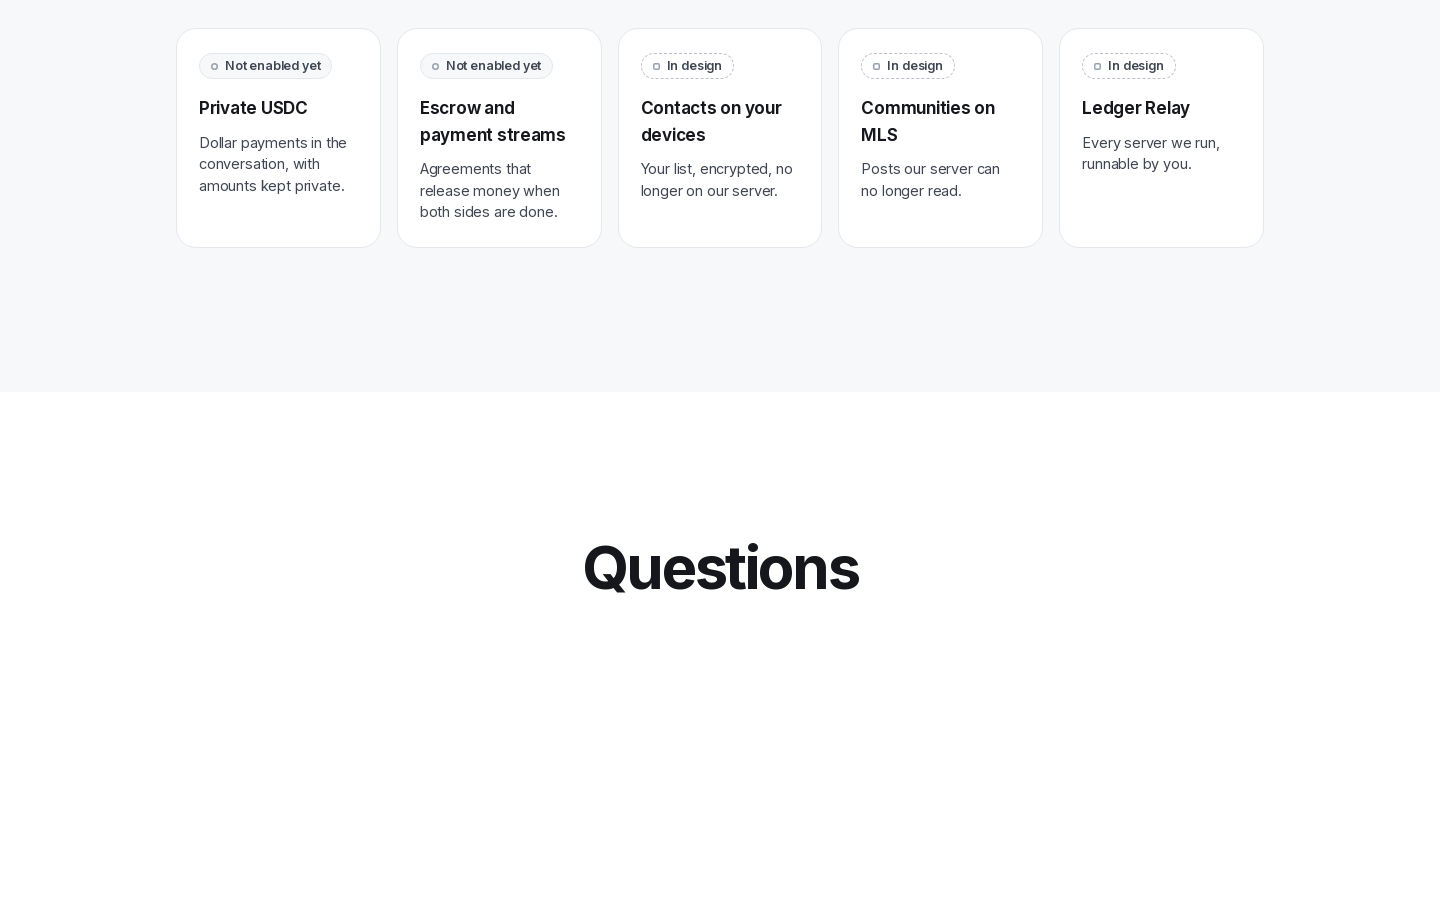 Not enabled yet
Private USDC
Dollar payments in the
conversation, with
amounts kept private.
Not enabled yet
Escrow and
payment streams
Agreements that
release money when
both sides are done.
In design
Contacts on your
devices
Your list, encrypted, no
longer on our server.
In design
Communities on
MLS
Posts our server can
no longer read.
In design
Ledger Relay
Every server we run,
runnable by you.
Questions